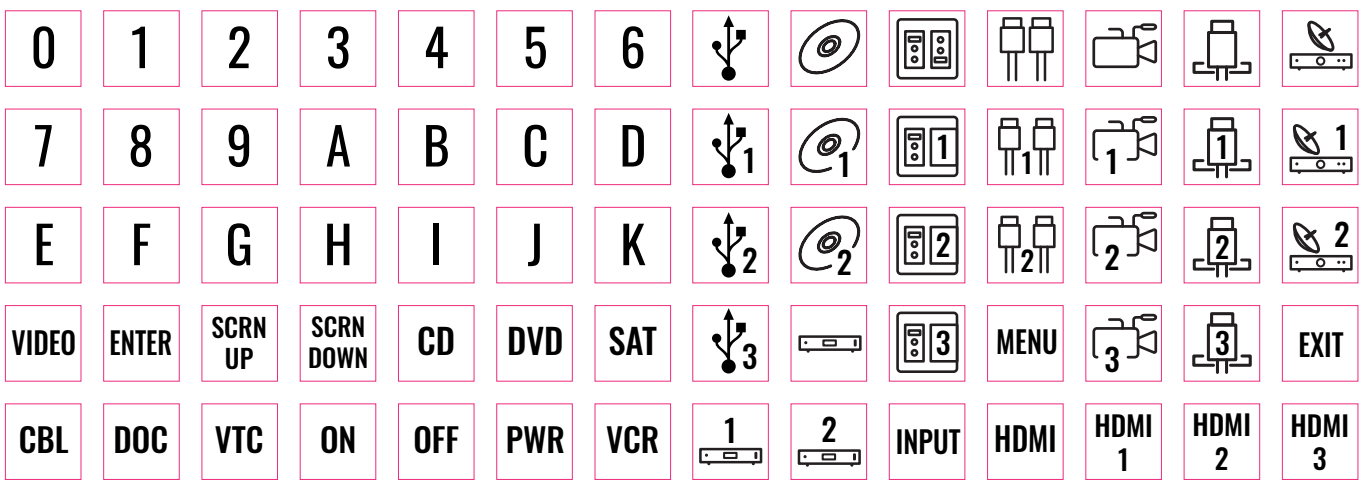 0 1 2 3 4 5 6
7 8 9 A B C D 1 1 1 1 1 1 1
E F G H I J K 2 2 2 2 2 2 2
VIDEO ENTER SCRN UP SCRN DOWN CD DVD SAT 3 3 MENU 3 3 EXIT
CBL DOC VTC ON OFF PWR VCR 1 2 INPUT HDMI HDMI 1 HDMI 2 HDMI 3